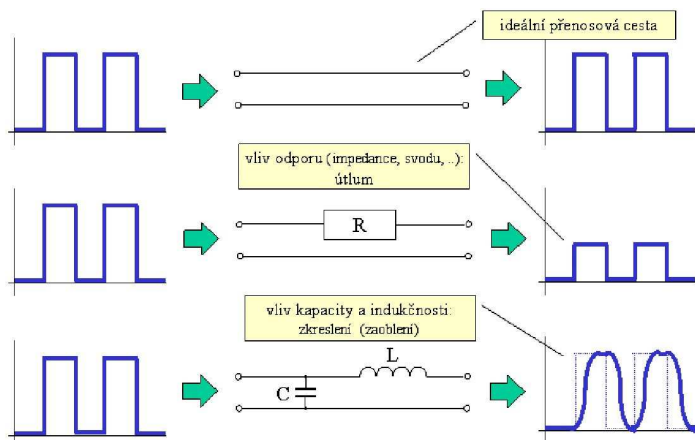 ideální přenosová cesta
vliv odporu (impedance, svodu, ..):
útlum
R
vliv kapacity a indukčnosti:
zkreslení (zaoblení)
L
C